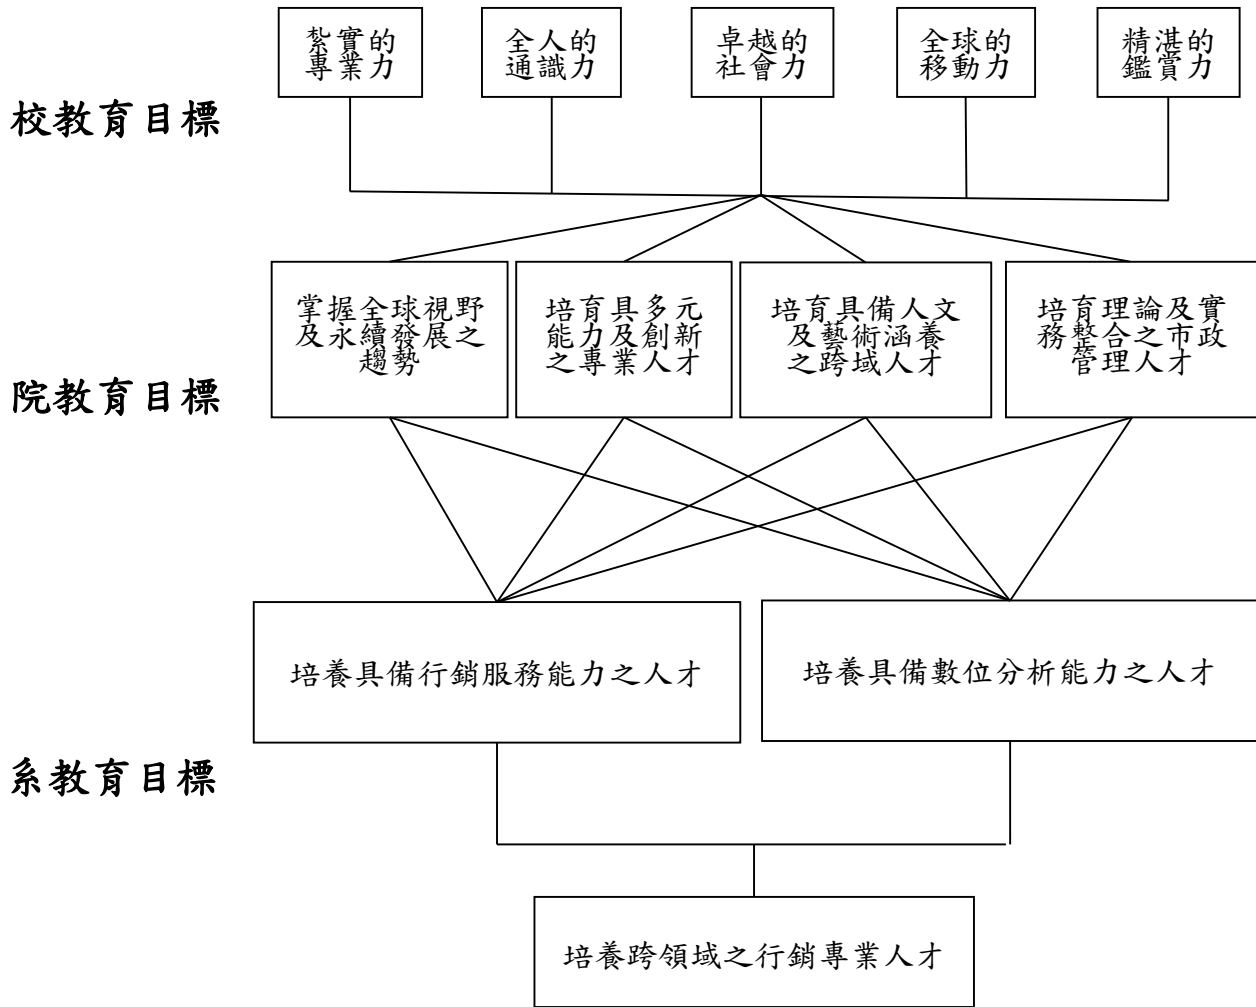 紮實的
專業力
全人的
通識力
卓越的
社會力
全球的
移動力
精湛的
鑑賞力
校教育目標
掌握全球視野
及永續發展之
趨勢
培育具多元
能力及創新
之專業人才
培育具備人文
及藝術涵養
之跨域人才
培育理論及實
務整合之市政
管理人才
院教育目標
培養具備行銷服務能力之人才
培養具備數位分析能力之人才
系教育目標
培養跨領域之行銷專業人才